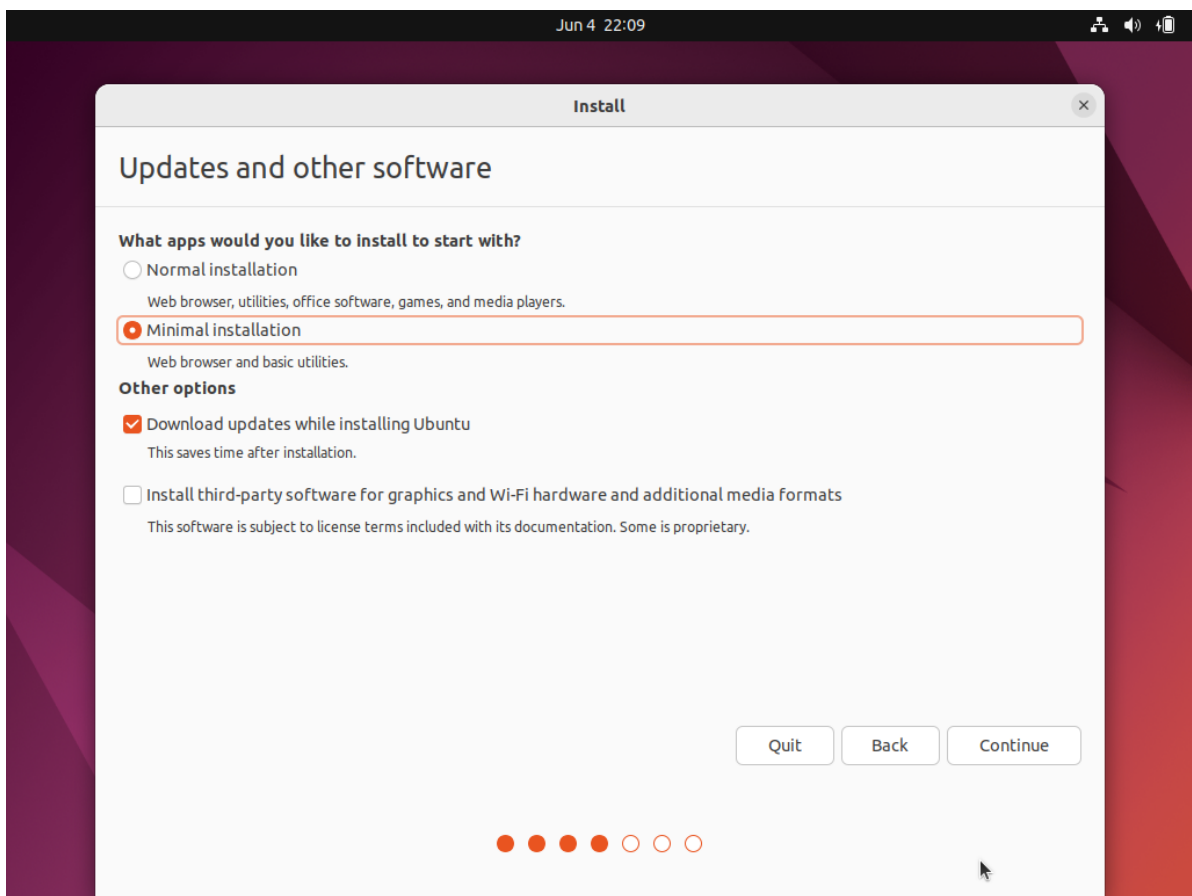 Jun 4 22:09
Install
Updates and other software
What apps would you like to install to start with?
Normal installation
Web browser, utilities, office software, games, and media players.
Minimal installation
Web browser and basic utilities.
Other options
Download updates while installing Ubuntu
This saves time after installation.
Install third-party software for graphics and Wi-Fi hardware and additional media formats
This software is subject to license terms included with its documentation. Some is proprietary.
Quit Back Continue